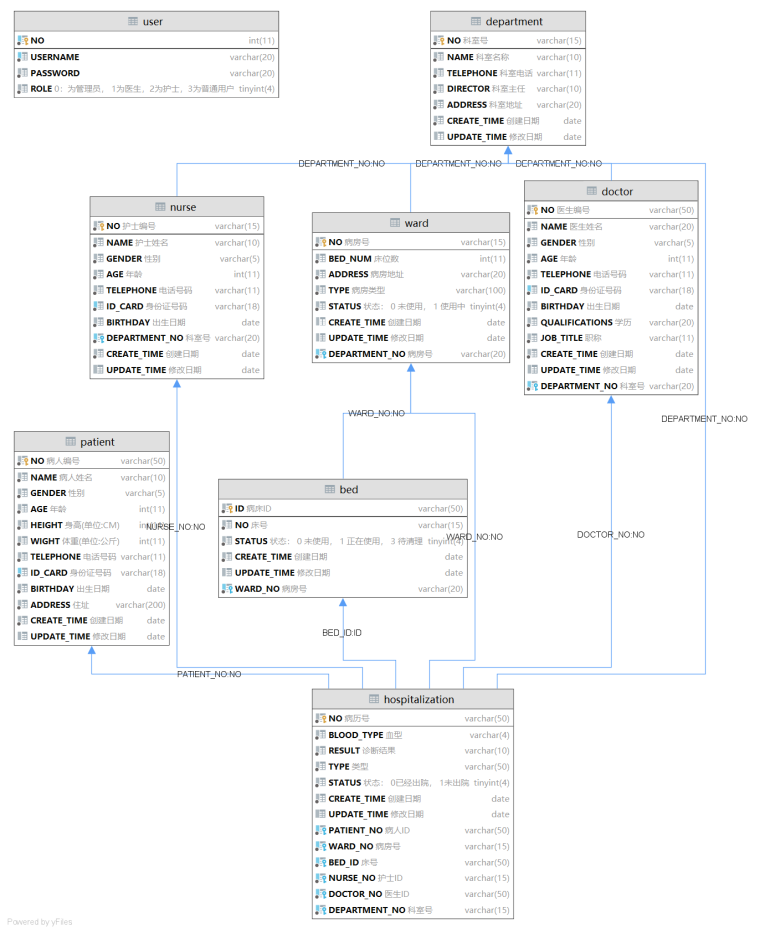 user
NO int(11)
USERNAME varchar(20)
PASSWORD varchar(20)
ROLE 0：为管理员， 1为医生，2为护士，3为普通用户 tinyint(4)
department
NO 科室号 varchar(15)
NAME 科室名称 varchar(10)
TELEPHONE 科室电话 varchar(11)
DIRECTOR 科室主任 varchar(10)
ADDRESS 科室地址 varchar(20)
CREATE_TIME 创建日期 date
UPDATE_TIME 修改日期 date
DEPARTMENT_NO:NO
DEPARTMENT_NO:NO
DEPARTMENT_NO:NO
nurse
NO 护士编号 varchar(15)
NAME 护士姓名 varchar(10)
GENDER 性别 varchar(5)
AGE 年龄 int(11)
TELEPHONE 电话号码 varchar(11)
ID_CARD 身份证号码 varchar(18)
BIRTHDAY 出生日期 date
DEPARTMENT_NO 科室号 varchar(20)
CREATE_TIME 创建日期 date
UPDATE_TIME 修改日期 date
ward
NO 病房号 varchar(15)
BED_NUM 床位数 int(11)
ADDRESS 病房地址 varchar(20)
TYPE 病房类型 varchar(100)
STATUS 状态： 0 未使用， 1 使用中 tinyint(4)
CREATE_TIME 创建日期 date
UPDATE_TIME 修改日期 date
DEPARTMENT_NO 病房号 varchar(20)
doctor
NO 医生编号 varchar(50)
NAME 医生姓名 varchar(20)
GENDER 性别 varchar(5)
AGE 年龄 int(11)
TELEPHONE 电话号码 varchar(11)
ID_CARD 身份证号码 varchar(18)
BIRTHDAY 出生日期 date
QUALIFICATIONS 学历 varchar(20)
JOB_TITLE 职称 varchar(11)
CREATE_TIME 创建日期 date
UPDATE_TIME 修改日期 date
DEPARTMENT_NO 科室号 varchar(20)
WARD_NO:NO
DEPARTMENT_NO:NO
patient
NO 病人编号 varchar(50)
NAME 病人姓名 varchar(10)
GENDER 性别 varchar(5)
AGE 年龄 int(11)
HEIGHT 身高(单位:CM)
WIGHT 体重(单位:公斤) int(11)
TELEPHONE 电话号码 varchar(11)
ID_CARD 身份证号码 varchar(18)
BIRTHDAY 出生日期 date
ADDRESS 住址 varchar(200)
CREATE_TIME 创建日期 date
UPDATE_TIME 修改日期 date
NURSE_NO:NO
bed
ID 病床ID varchar(50)
NO 床号 varchar(15)
STATUS 状态： 0 未使用， 1 正在使用， 3 待清理 tinyint(4)
CREATE_TIME 创建日期 date
UPDATE_TIME 修改日期 date
WARD_NO 病房号 varchar(20)
WARD_NO:NO
DOCTOR_NO:NO
BED_ID:ID
PATIENT_NO:NO
hospitalization
NO 病历号 varchar(50)
BLOOD_TYPE 血型 varchar(4)
RESULT 诊断结果 varchar(10)
TYPE 类型 varchar(50)
STATUS 状态： 0已经出院， 1未出院 tinyint(4)
CREATE_TIME 创建日期 date
UPDATE_TIME 修改日期 date
PATIENT_NO 病人ID varchar(50)
WARD_NO 病房号 varchar(15)
BED_ID 床号 varchar(50)
NURSE_NO 护士ID varchar(15)
DOCTOR_NO 医生ID varchar(50)
DEPARTMENT_NO 科室号 varchar(15)
Powered by yFiles